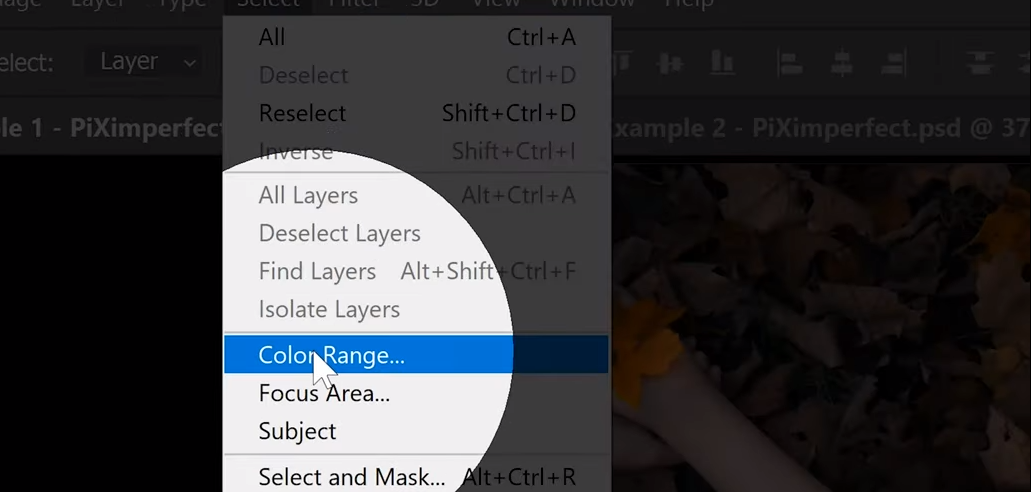 age Layer Type Select Filter 3D View Window Help
elect: Layer
le 1 - PiXimperfect
xample 2 - PiXimperfect.psd @ 37
All Ctrl+A
Deselect Ctrl+D
Reselect Shift+Ctrl+D
Inverse Shift+Ctrl+I
All Layers Alt+Ctrl+A
Deselect Layers
Find Layers Alt+Shift+Ctrl+F
Isolate Layers
Color Range...
Focus Area...
Subject
Select and Mask... Alt+Ctrl+R